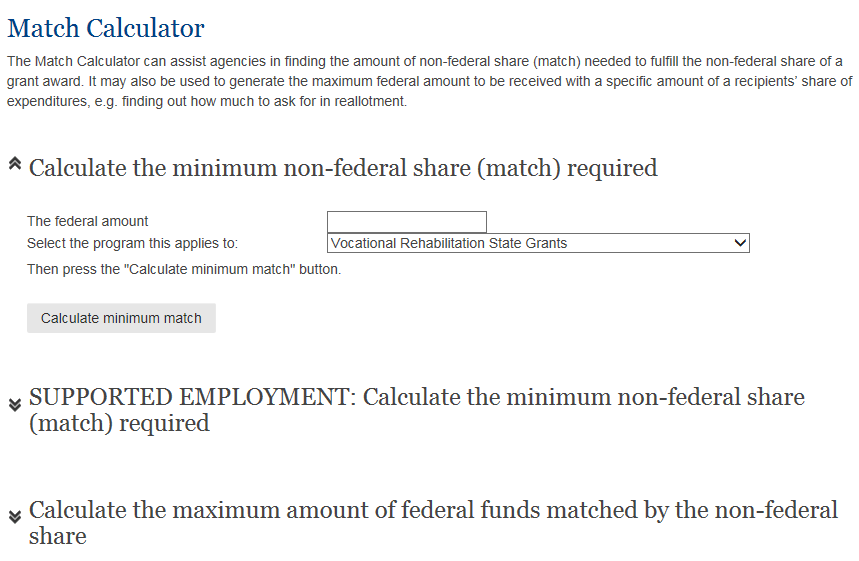 Match Calculator
The Match Calculator can assist agencies in finding the amount of non-federal share (match) needed to fulfill the non-federal share of a
grant award. It may also be used to generate the maximum federal amount to be received with a specific amount of a recipients’ share of
expenditures, e.g. finding out how much to ask for in reallotment.
Calculate the minimum non-federal share (match) required
The federal amount
Select the program this applies to: Vocational Rehabilitation State Grants
Then press the "Calculate minimum match" button.
Calculate minimum match
SUPPORTED EMPLOYMENT: Calculate the minimum non-federal share
(match) required
Calculate the maximum amount of federal funds matched by the non-federal
share